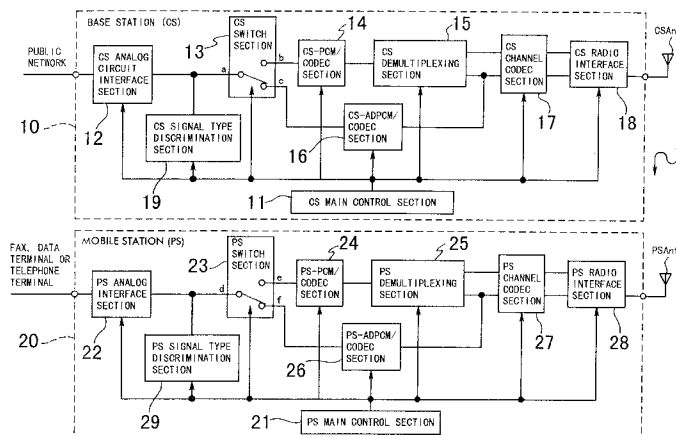 BASE STATION (CS)
PUBLIC
NETWORK
CS ANALOG
CIRCUIT
INTERFACE
SECTION
12
10
13
CS
SWITCH
SECTION
a
b
c
14
CS-PCM/
CODEC
SECTION
15
CS
DEMULTIPLEXING
SECTION
CS
CHANNEL
CODEC
SECTION
17
CS RADIO
INTERFACE
SECTION
18
CSAnt
CS-ADPCM/
CODEC
SECTION
16
CS SIGNAL TYPE
DISCRIMINATION
SECTION
19
11
CS MAIN CONTROL SECTION
MOBILE STATION (PS)
FAX, DATA
TERMINAL OR
TELEPHONE
TERMINAL
PS ANALOG
INTERFACE
SECTION
22
20
23
PS
SWITCH
SECTION
d
e
f
24
PS-PCM/
CODEC
SECTION
25
PS
DEMULTIPLEXING
SECTION
PS
CHANNEL
CODEC
SECTION
27
PS RADIO
INTERFACE
SECTION
28
PSAnt
PS-ADPCM/
CODEC
SECTION
26
PS SIGNAL TYPE
DISCRIMINATION
SECTION
29
21
PS MAIN CONTROL SECTION